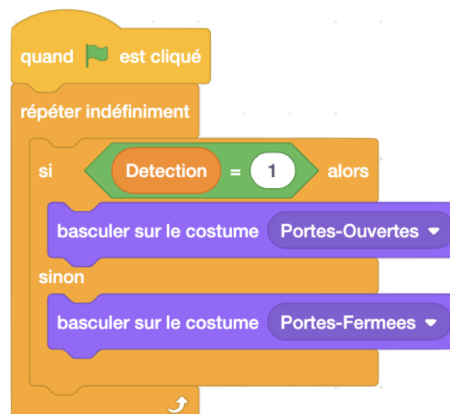 quand est cliqué
répéter indéfiniment
si Detection = 1 alors
basculer sur le costume Portes-Ouvertes
sinon
basculer sur le costume Portes-Fermees